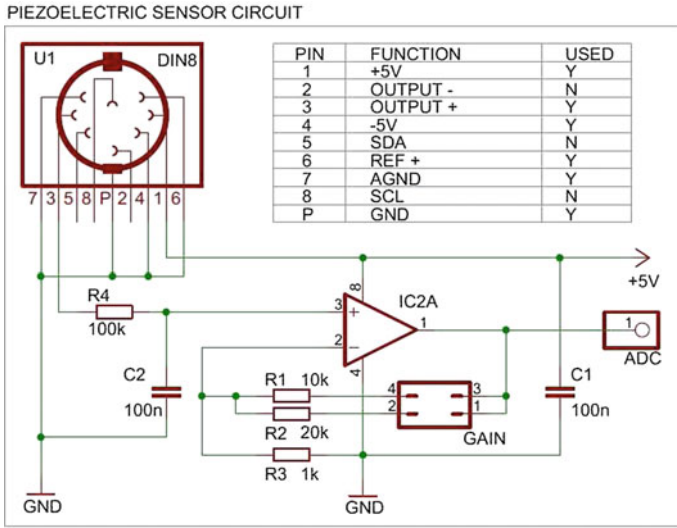 PIEZOELECTRIC SENSOR CIRCUIT
U1 DIN8
7 3 5 8 P 2 4 1 6
PIN FUNCTION USED
1 +5V Y
2 OUTPUT - N
3 OUTPUT + Y
4 -5V Y
5 SDA N
6 REF + Y
7 AGND Y
8 SCL N
P GND Y
+5V
R4
100k
8
IC2A
3 +
1
2 −
4
1
ADC
C2
100n
R1 10k
R2 20k
R3 1k
4 3
2 1
GAIN
C1
100n
GND
GND